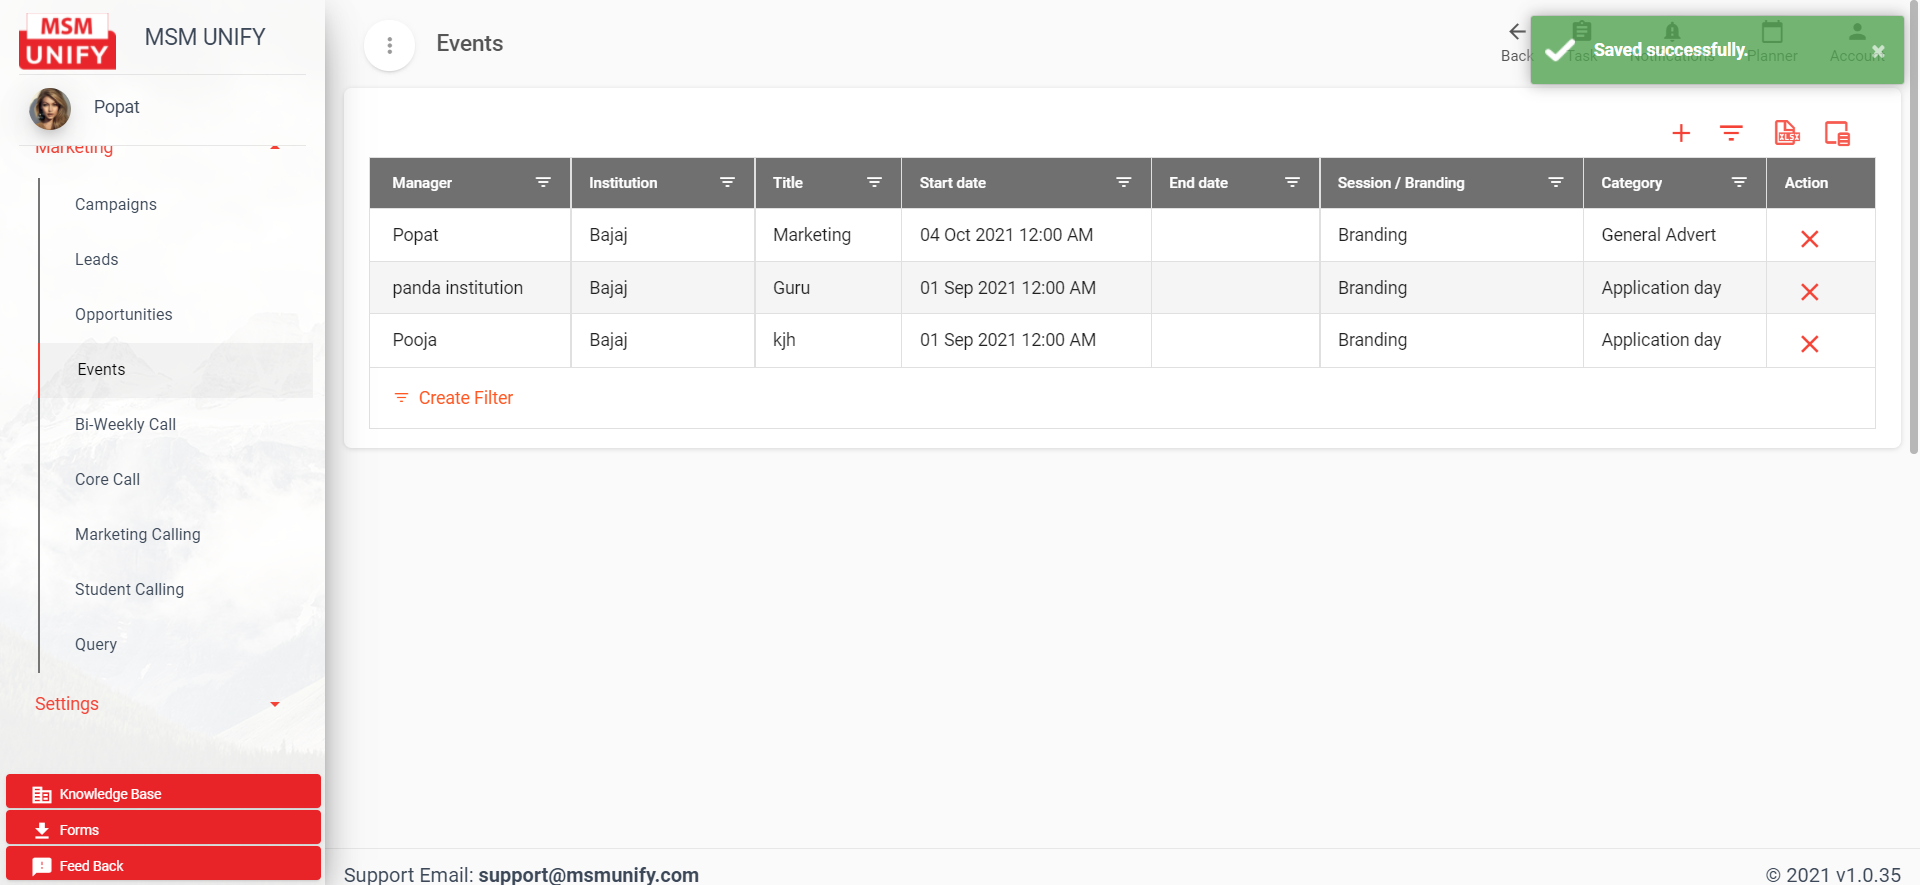 MSM
UNIFY
MSM UNIFY
Popat
Marketing
Campaigns
Leads
Opportunities
Events
Bi-Weekly Call
Core Call
Marketing Calling
Student Calling
Query
Settings
Knowledge Base
Forms
Feed Back
Events
Back Task Notifications Planner Account
Saved successfully. ×
XLSX
Manager Institution Title Start date End date Session / Branding Category Action
Popat Bajaj Marketing 04 Oct 2021 12:00 AM Branding General Advert
panda institution Bajaj Guru 01 Sep 2021 12:00 AM Branding Application day
Pooja Bajaj kjh 01 Sep 2021 12:00 AM Branding Application day
Create Filter
Support Email: support@msmunify.com © 2021 v1.0.35